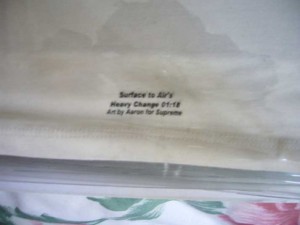 Surface to Air's
Heavy Change 01:18
Art by Aaron for Supreme